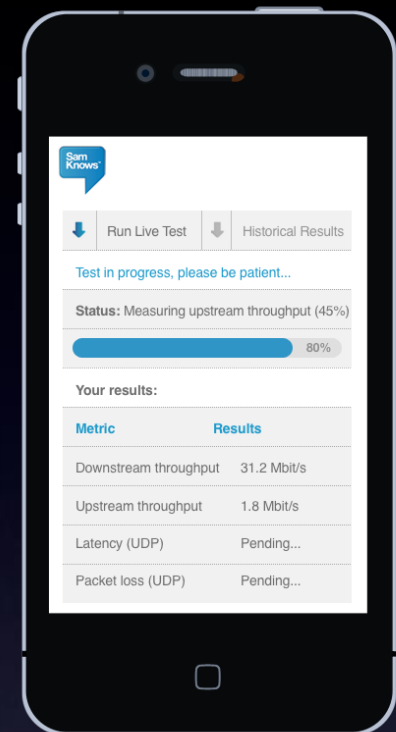 Sam
Knows™
Run Live Test Historical Results
Test in progress, please be patient...
Status: Measuring upstream throughput (45%)
80%
Your results:
Metric Results
Downstream throughput 31.2 Mbit/s
Upstream throughput 1.8 Mbit/s
Latency (UDP) Pending...
Packet loss (UDP) Pending...